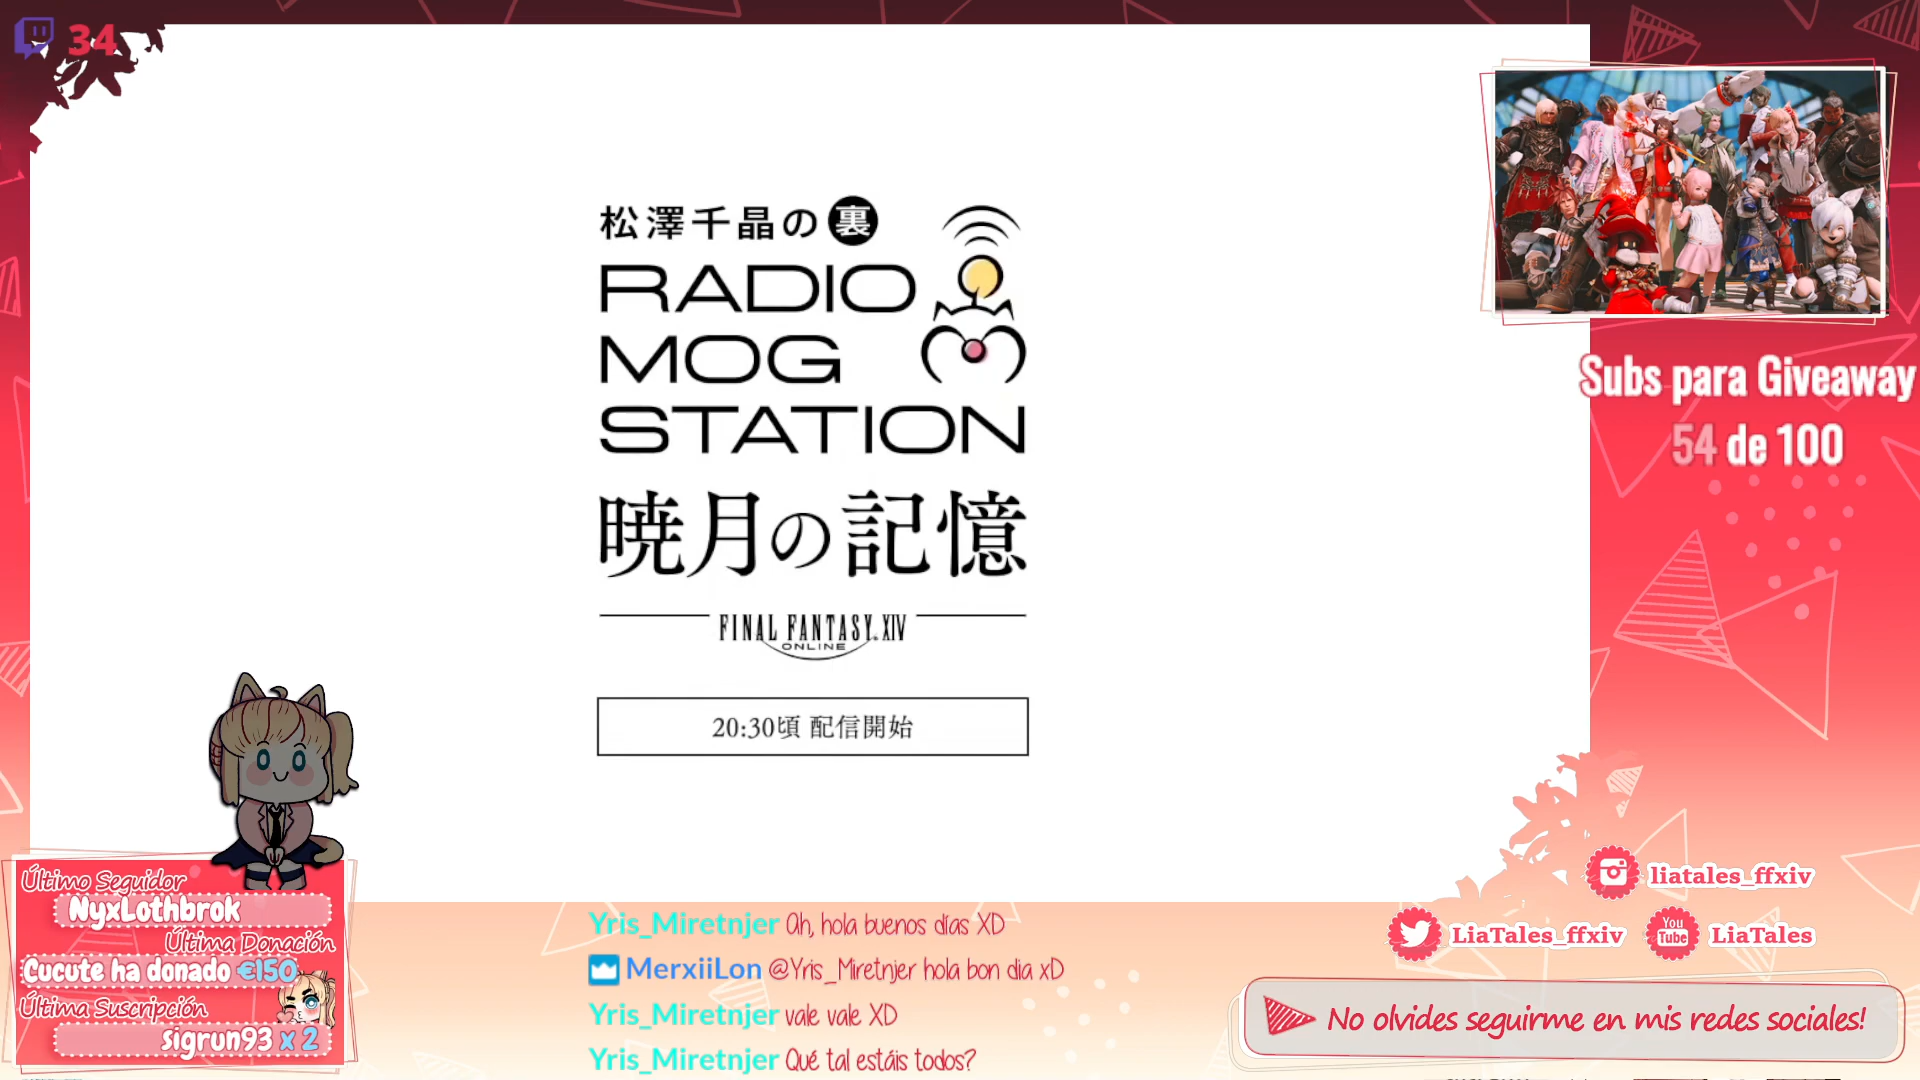 34
松澤千晶の裏
RADIO
MOG
STATION
暁月の記憶
FINAL FANTASY. XIV
ONLINE
20:30頃 配信開始
Subs para Giveaway
54 de 100
Último Seguidor
NyxLothbrok
Última Donación
Cucute ha donado €150
Última Suscripción
sigrun93 x 2
Yris_Miretnjer Ah, hola buenos días XD
MerxiiLon @Yris_Miretnjer hola bon dia xD
Yris_Miretnjer vale vale XD
Yris_Miretnjer Qué tal estáis todos?
liatales_ffxiv
LiaTales_ffxiv
You Tube
LiaTales
No olvides seguirme en mis redes sociales!